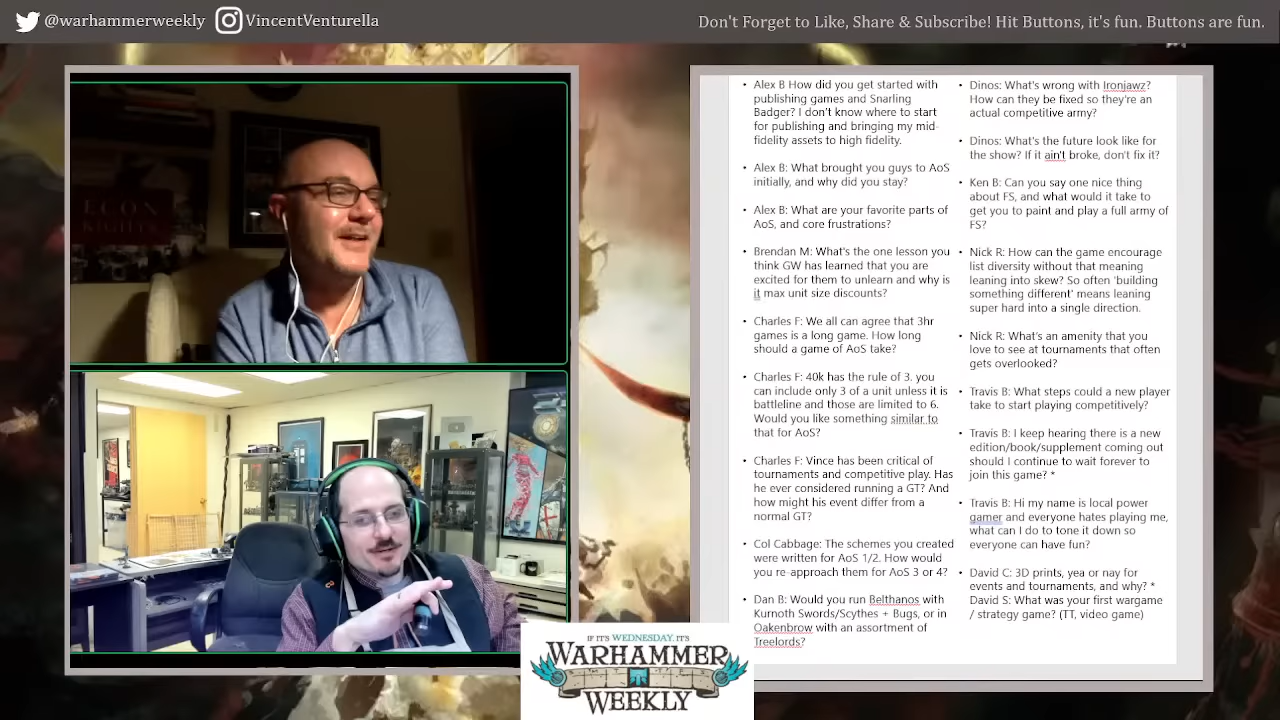 @warhammerweekly VincentVenturella
Don't Forget to Like, Share & Subscribe! Hit Buttons, it's fun. Buttons are fun.
ECON
KIGHTS
• Alex B How did you get started with
publishing games and Snarling
Badger? I don't know where to start
for publishing and bringing my mid-
fidelity assets to high fidelity.
• Alex B: What brought you guys to AoS
initially, and why did you stay?
• Alex B: What are your favorite parts of
AoS, and core frustrations?
• Brendan M: What's the one lesson you
think GW has learned that you are
excited for them to unlearn and why is
it max unit size discounts?
• Charles F: We all can agree that 3hr
games is a long game. How long
should a game of AoS take?
• Charles F: 40k has the rule of 3. you
can include only 3 of a unit unless it is
battleline and those are limited to 6.
Would you like something similar to
that for AoS?
• Charles F: Vince has been critical of
tournaments and competitive play. Has
he ever considered running a GT? And
how might his event differ from a
normal GT?
• Col Cabbage: The schemes you created
were written for AoS 1/2. How would
you re-approach them for AoS 3 or 4?
• Dan B: Would you run Belthanos with
Kurnoth Swords/Scythes + Bugs, or in
Oakenbrow with an assortment of
Treelords?
• Dinos: What's wrong with Ironjawz?
How can they be fixed so they're an
actual competitive army?
• Dinos: What's the future look like for
the show? If it ain't broke, don't fix it?
• Ken B: Can you say one nice thing
about FS, and what would it take to
get you to paint and play a full army of
FS?
• Nick R: How can the game encourage
list diversity without that meaning
leaning into skew? So often 'building
something different' means leaning
super hard into a single direction.
• Nick R: What's an amenity that you
love to see at tournaments that often
gets overlooked?
• Travis B: What steps could a new player
take to start playing competitively?
• Travis B: I keep hearing there is a new
edition/book/supplement coming out
should I continue to wait forever to
join this game? *
• Travis B: Hi my name is local power
gamer and everyone hates playing me,
what can I do to tone it down so
everyone can have fun?
• David C: 3D prints, yea or nay for
events and tournaments, and why? *
David S: What was your first wargame
/ strategy game? (TT, video game)
IF IT'S WEDNESDAY, IT'S
WARHAMMER
WEEKLY